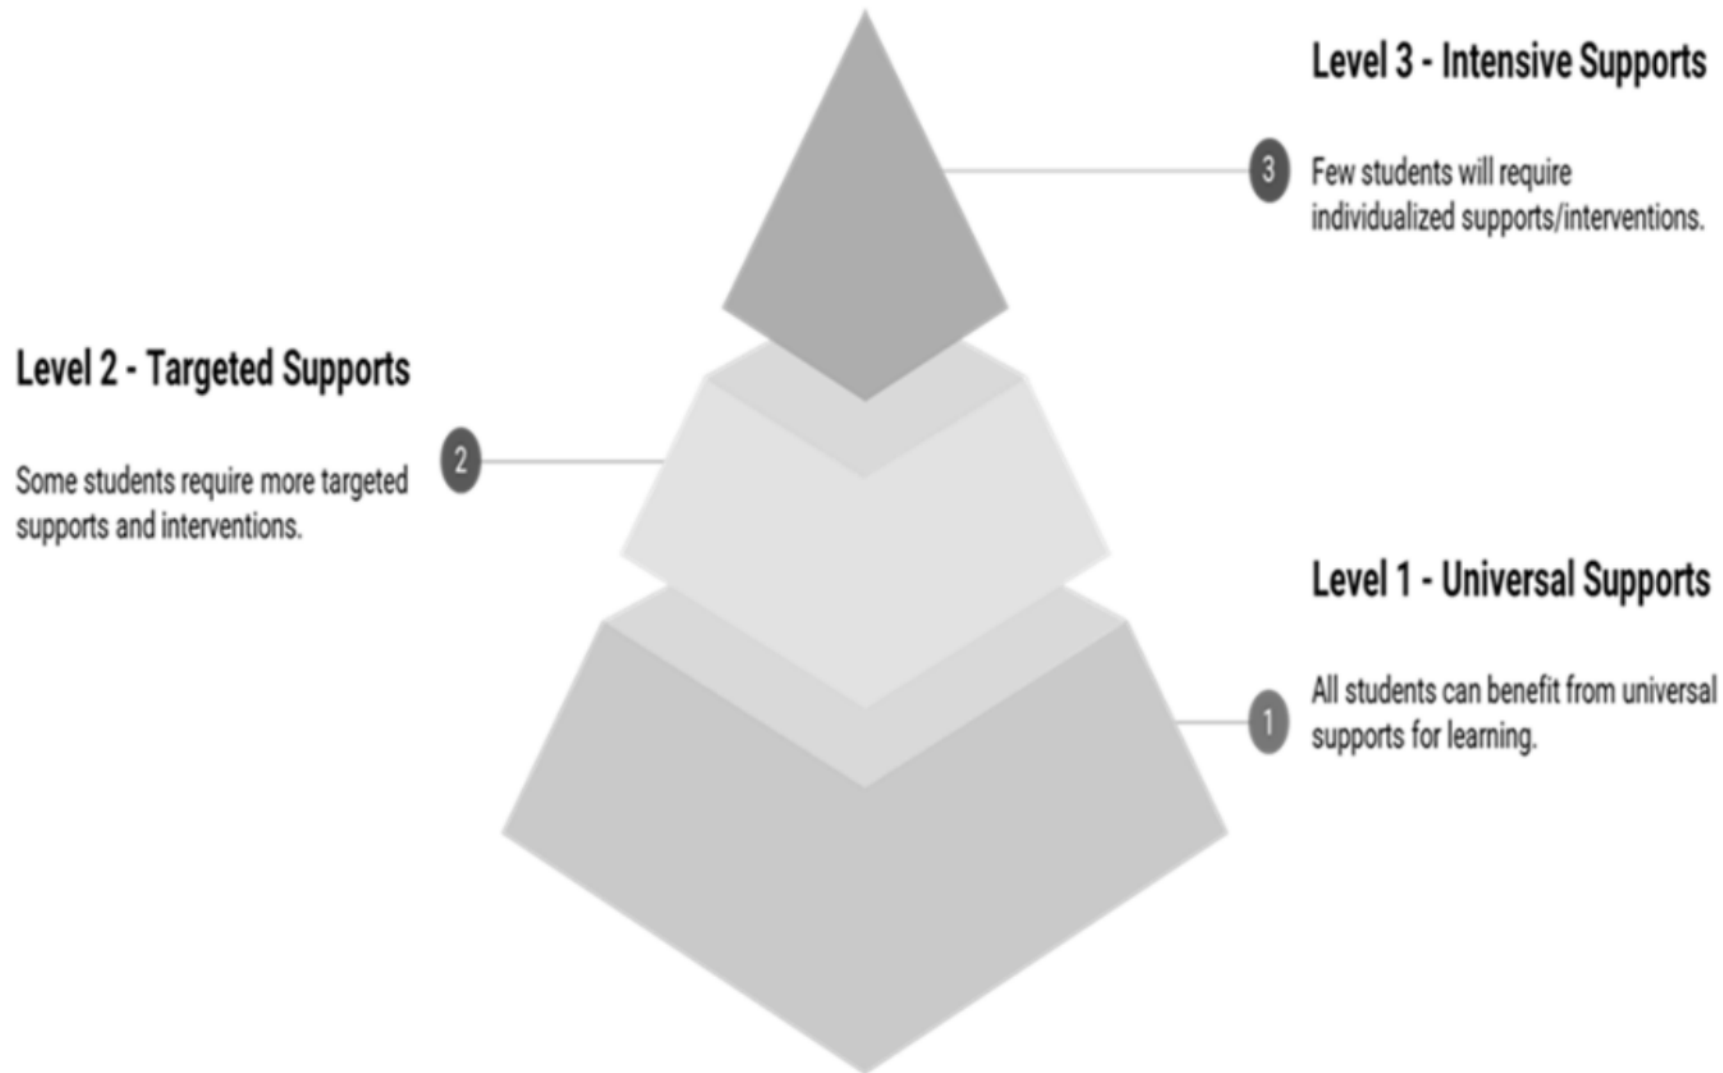 Level 3 - Intensive Supports
3
Few students will require
individualized supports/interventions.
Level 2 - Targeted Supports
2
Some students require more targeted
supports and interventions.
Level 1 - Universal Supports
1
All students can benefit from universal
supports for learning.